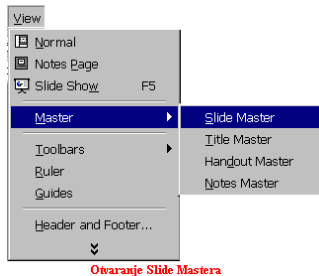 View
Normal
Notes Page
Slide Show F5
Master
Slide Master
Title Master
Handout Master
Notes Master
Toolbars
Ruler
Guides
Header and Footer...
Otvaranje Slide Mastera